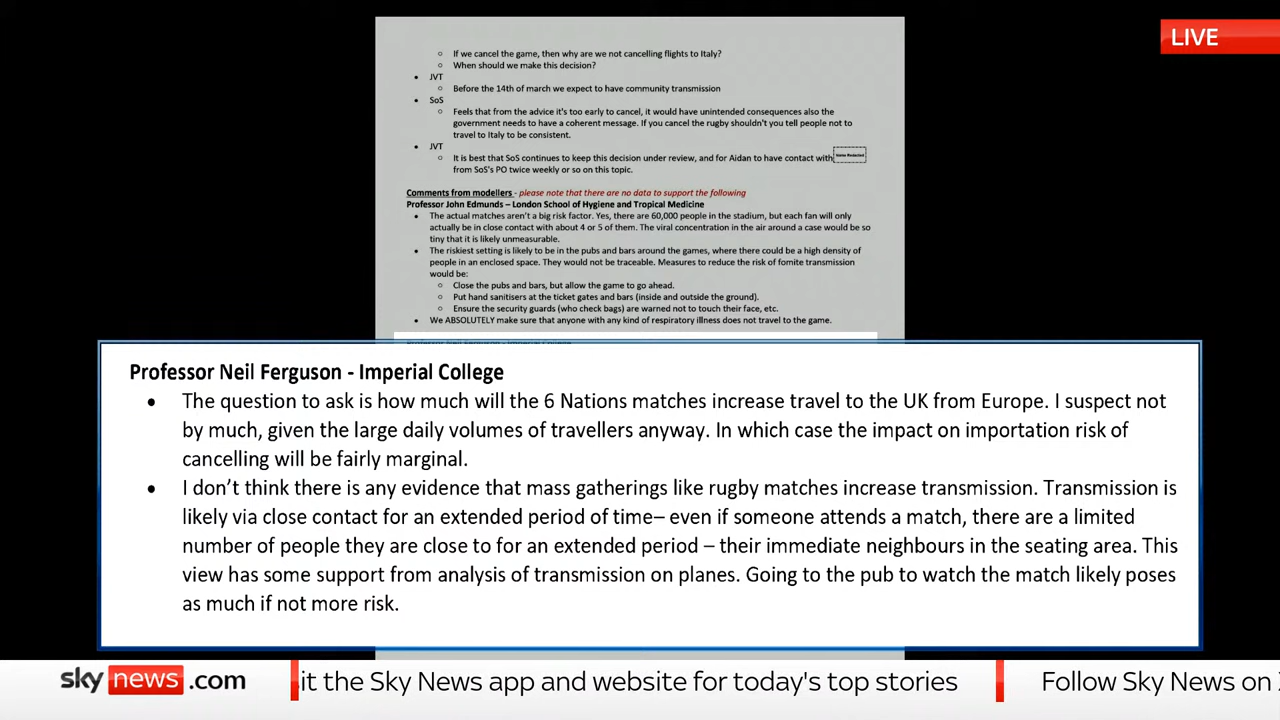 LIVE
If we cancel the game, then why are we not cancelling flights to Italy?
When should we make this decision?
JVT
Before the 14th of march we expect to have community transmission
SoS
Feels that from the advice it's too early to cancel, it would have unintended consequences also the
government needs to have a coherent message. If you cancel the rugby shouldn't you tell people not to
travel to Italy to be consistent.
JVT
It is best that SoS continues to keep this decision under review, and for Aidan to have contact with
from SoS's PO twice weekly or so on this topic.
Comments from modellers - please note that there are no data to support the following
Professor John Edmunds – London School of Hygiene and Tropical Medicine
The actual matches aren't a big risk factor. Yes, there are 60,000 people in the stadium, but each fan will only
actually be in close contact with about 4 or 5 of them. The viral concentration in the air around a case would be so
tiny that it is likely unmeasurable.
The riskiest setting is likely to be in the pubs and bars around the games, where there could be a high density of
people in an enclosed space. They would not be traceable. Measures to reduce the risk of fomite transmission
would be:
Close the pubs and bars, but allow the game to go ahead.
Put hand sanitisers at the ticket gates and bars (inside and outside the ground).
Ensure the security guards (who check bags) are warned not to touch their face, etc.
We ABSOLUTELY make sure that anyone with any kind of respiratory illness does not travel to the game.
Professor Neil Ferguson - Imperial College
The question to ask is how much will the 6 Nations matches increase travel to the UK from Europe. I suspect not
by much, given the large daily volumes of travellers anyway. In which case the impact on importation risk of
cancelling will be fairly marginal.
I don't think there is any evidence that mass gatherings like rugby matches increase transmission. Transmission is
likely via close contact for an extended period of time– even if someone attends a match, there are a limited
number of people they are close to for an extended period – their immediate neighbours in the seating area. This
view has some support from analysis of transmission on planes. Going to the pub to watch the match likely poses
as much if not more risk.
sky news .com
it the Sky News app and website for today's top stories
Follow Sky News on